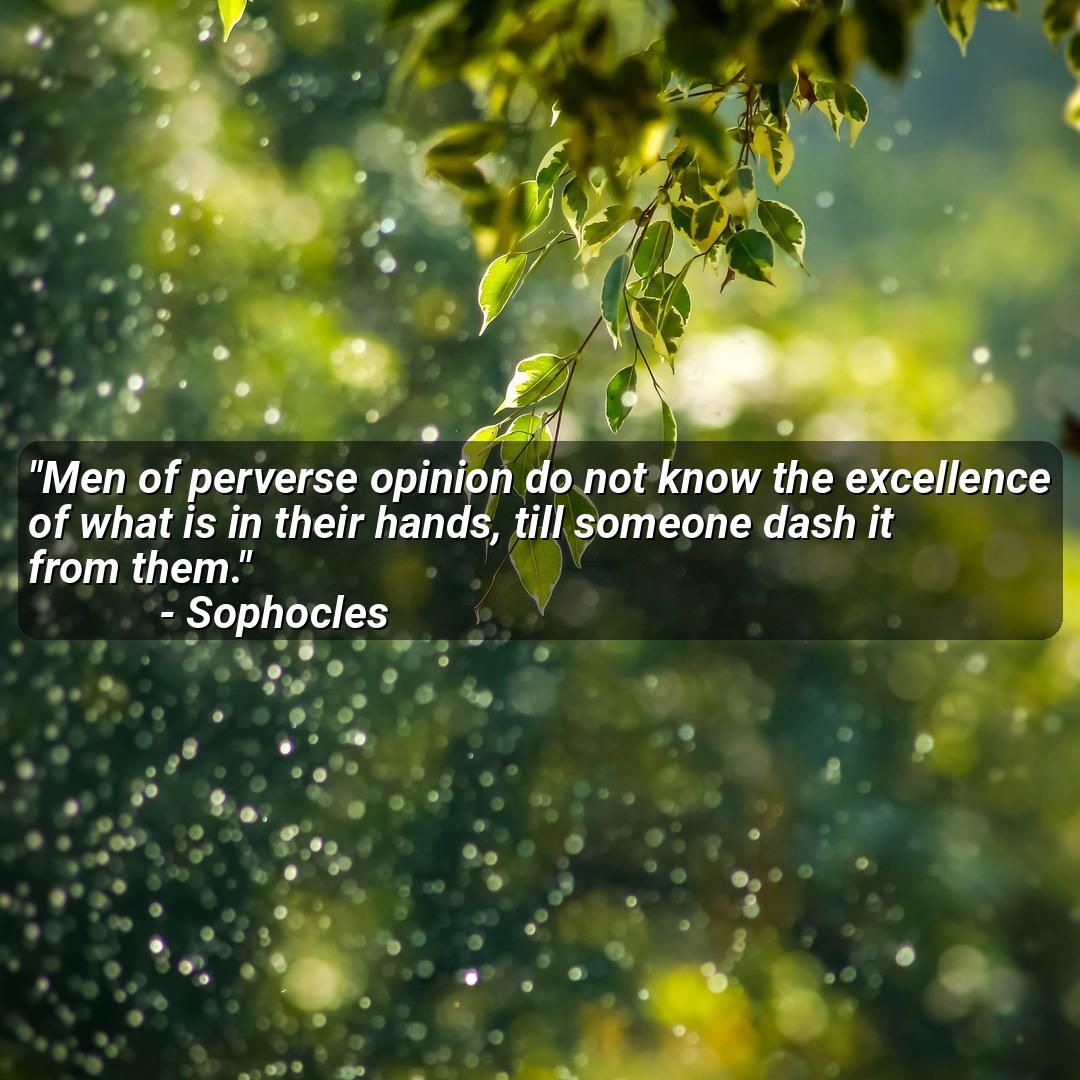 "Men of perverse opinion do not know the excellence
of what is in their hands, till someone dash it
from them."
- Sophocles